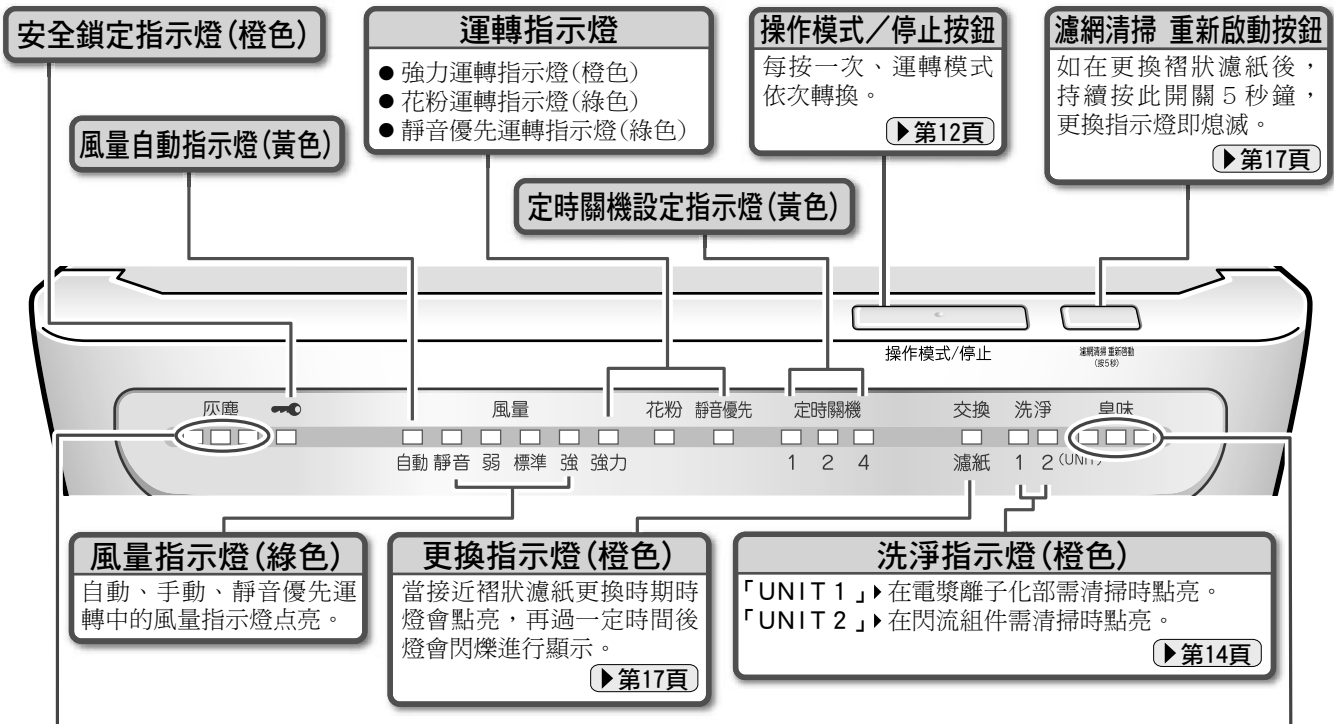 安全鎖定指示燈(橙色)
運轉指示燈
●強力運轉指示燈(橙色)
●花粉運轉指示燈(綠色)
●靜音優先運轉指示燈(綠色)
操作模式／停止按鈕
每按一次、運轉模式
依次轉換。
▶第12頁
濾網清掃 重新啟動按鈕
如在更換褶狀濾紙後，
持續按此開關5秒鐘，
更換指示燈即熄滅。
▶第17頁
風量自動指示燈(黃色)
定時關機設定指示燈(黃色)
操作模式/停止
濾網清掃 重新啟動
(按5秒)
灰塵 風量 花粉 靜音優先 定時關機 交換 洗淨 臭味
自動 靜音 弱 標準 強 強力 1 2 4 濾紙 1 2 (UNIT)
風量指示燈(綠色)
自動、手動、靜音優先運
轉中的風量指示燈点亮。
更換指示燈(橙色)
當接近褶狀濾紙更換時期時
燈會點亮，再過一定時間後
燈會閃爍進行顯示。
▶第17頁
洗淨指示燈(橙色)
「UNIT1」▶在電漿離子化部需清掃時點亮。
「UNIT2」▶在閃流組件需清掃時點亮。
▶第14頁